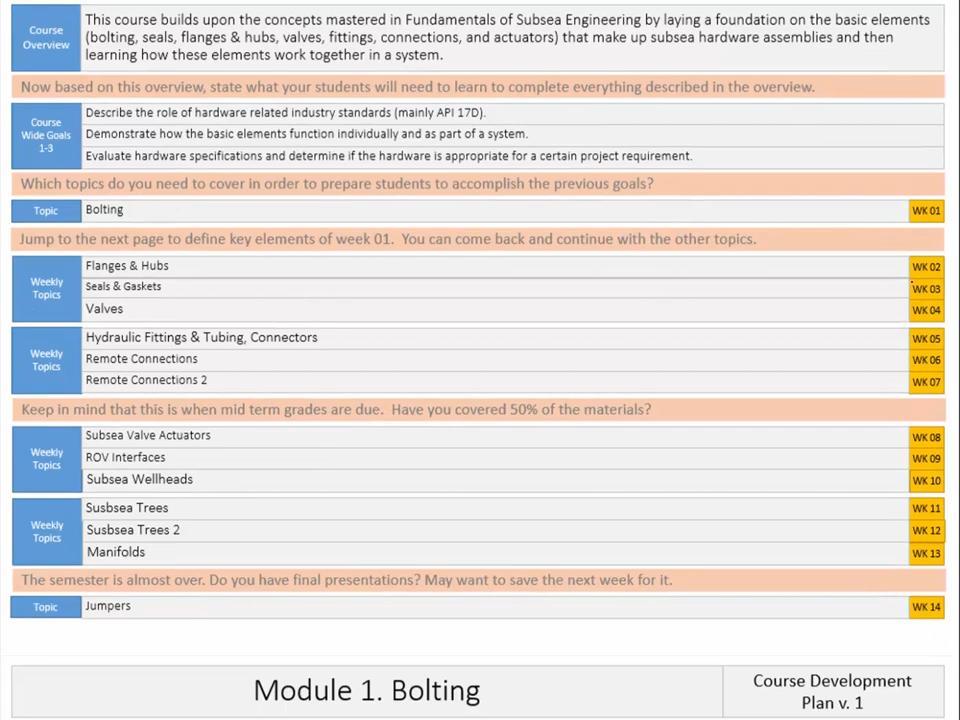 Course
Overview
This course builds upon the concepts mastered in Fundamentals of Subsea Engineering by laying a foundation on the basic elements
(bolting, seals, flanges & hubs, valves, fittings, connections, and actuators) that make up subsea hardware assemblies and then
learning how these elements work together in a system.
Now based on this overview, state what your students will need to learn to complete everything described in the overview.
Course
Wide Goals
1-3
Describe the role of hardware related industry standards (mainly API 17D).
Demonstrate how the basic elements function individually and as part of a system.
Evaluate hardware specifications and determine if the hardware is appropriate for a certain project requirement.
Which topics do you need to cover in order to prepare students to accomplish the previous goals?
Topic
Bolting
WK 01
Jump to the next page to define key elements of week 01. You can come back and continue with the other topics.
Weekly
Topics
Flanges & Hubs
WK 02
Seals & Gaskets
WK 03
Valves
WK 04
Weekly
Topics
Hydraulic Fittings & Tubing, Connectors
WK 05
Remote Connections
WK 06
Remote Connections 2
WK 07
Keep in mind that this is when mid term grades are due. Have you covered 50% of the materials?
Weekly
Topics
Subsea Valve Actuators
WK 08
ROV Interfaces
WK 09
Subsea Wellheads
WK 10
Weekly
Topics
Susbsea Trees
WK 11
Susbsea Trees 2
WK 12
Manifolds
WK 13
The semester is almost over. Do you have final presentations? May want to save the next week for it.
Topic
Jumpers
WK 14
Module 1. Bolting
Course Development
Plan v. 1